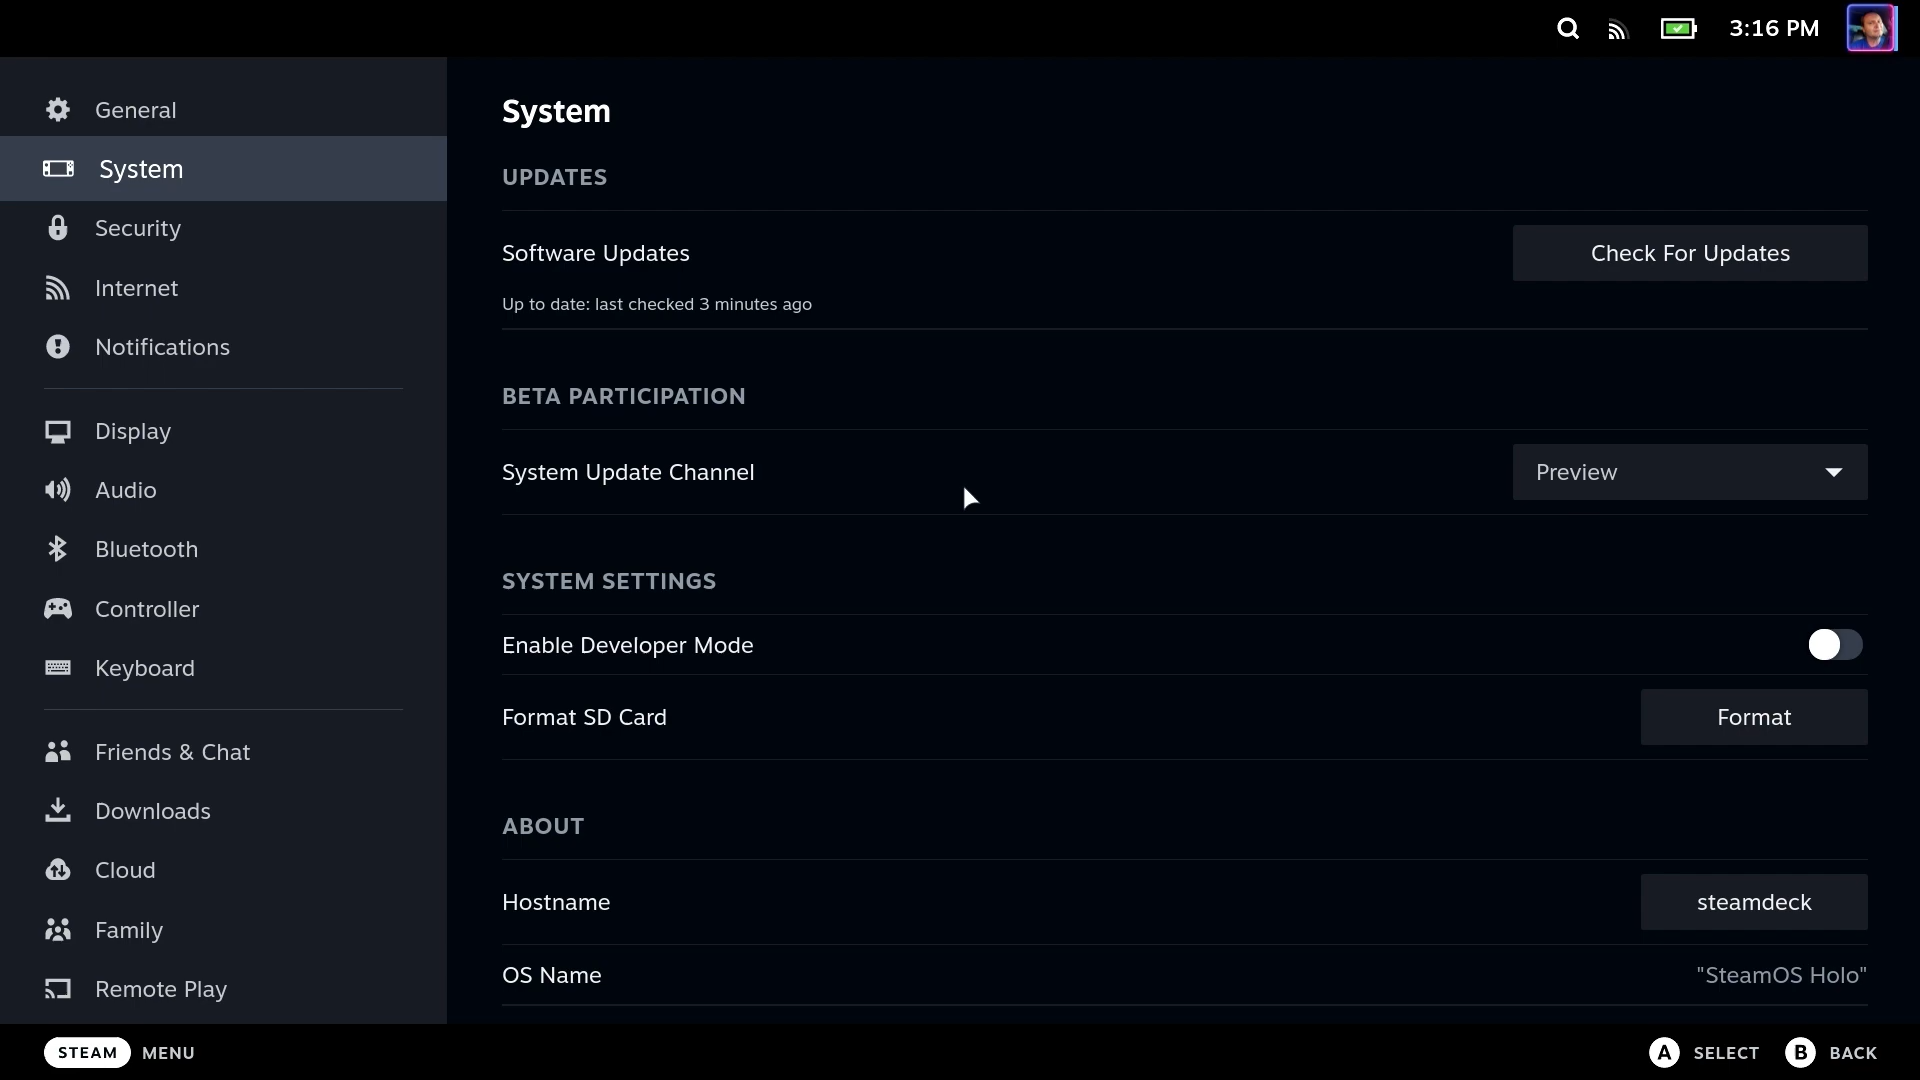 3:16 PM
General
System
Security
Internet
Notifications
Display
Audio
Bluetooth
Controller
Keyboard
Friends & Chat
Downloads
Cloud
Family
Remote Play
System
UPDATES
Software Updates
Check For Updates
Up to date: last checked 3 minutes ago
BETA PARTICIPATION
System Update Channel
Preview
SYSTEM SETTINGS
Enable Developer Mode
Format SD Card
Format
ABOUT
Hostname
steamdeck
OS Name
"SteamOS Holo"
STEAM MENU
A SELECT B BACK